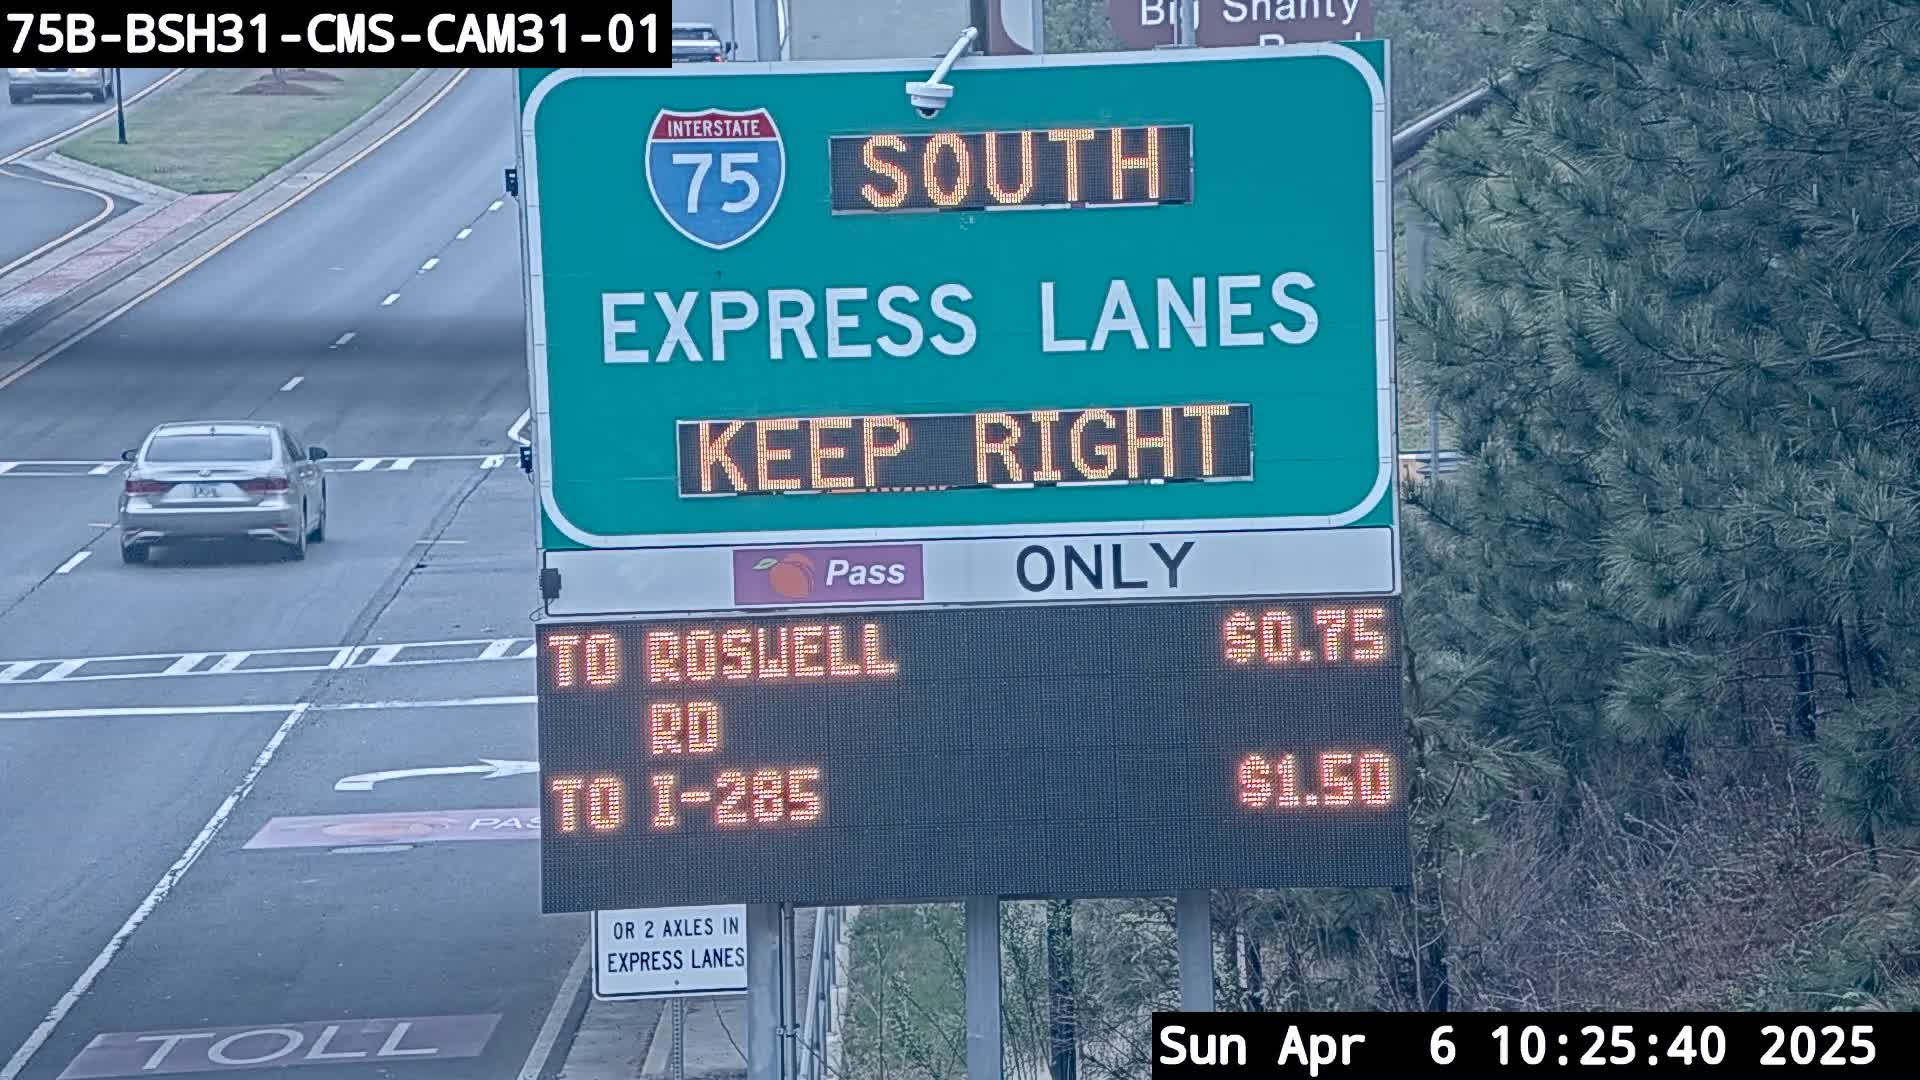 75B-BSH31-CMS-CAM31-01
Big Shanty
INTERSTATE
75
SOUTH
EXPRESS LANES
KEEP RIGHT
Pass ONLY
TO ROSWELL $0.75
RD
TO I-285 $1.50
OR 2 AXLES IN
EXPRESS LANES
TOLL
Sun Apr 6 10:25:40 2025